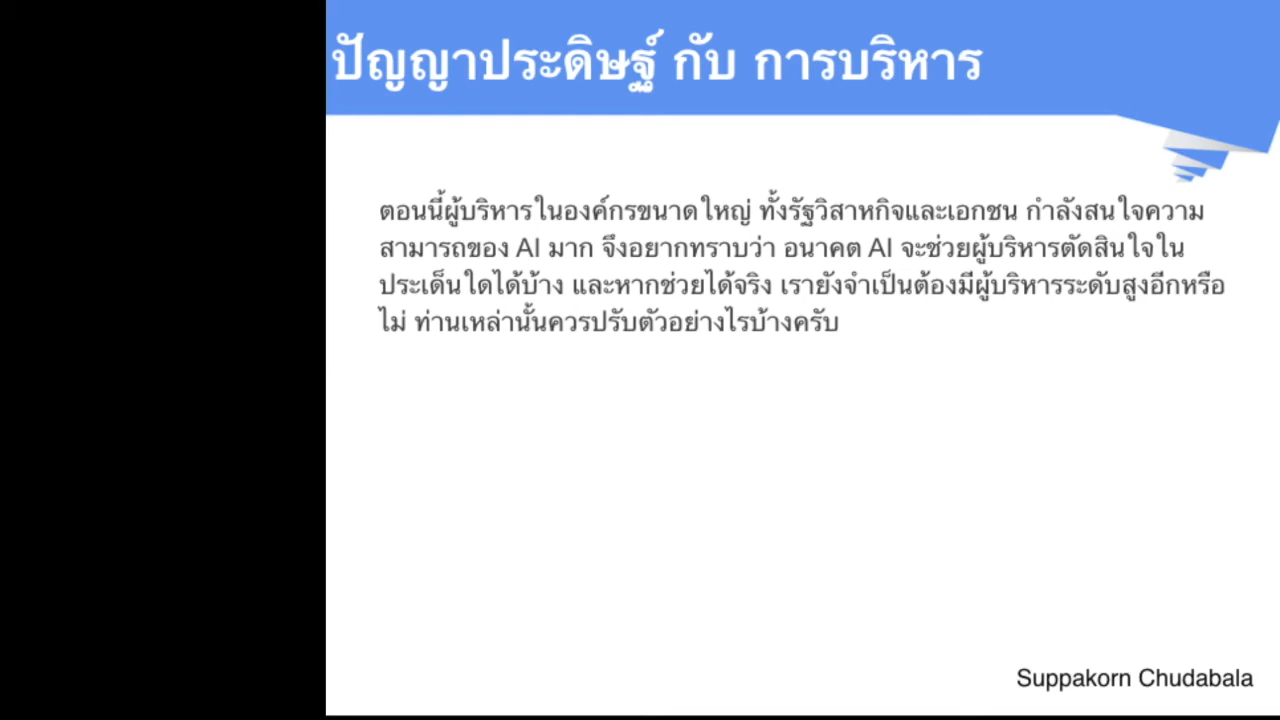 ปัญญาประดิษฐ์ กับ การบริหาร
ตอนนี้ผู้บริหารในองค์กรขนาดใหญ่ ทั้งรัฐวิสาหกิจและเอกชน กำลังสนใจความ
สามารถของ AI มาก จึงอยากทราบว่า อนาคต AI จะช่วยผู้บริหารตัดสินใจใน
ประเด็นใดได้บ้าง และหากช่วยได้จริง เรายังจำเป็นต้องมีผู้บริหารระดับสูงอีกหรือ
ไม่ ท่านเหล่านั้นควรปรับตัวอย่างไรบ้างครับ
Suppakorn Chudabala